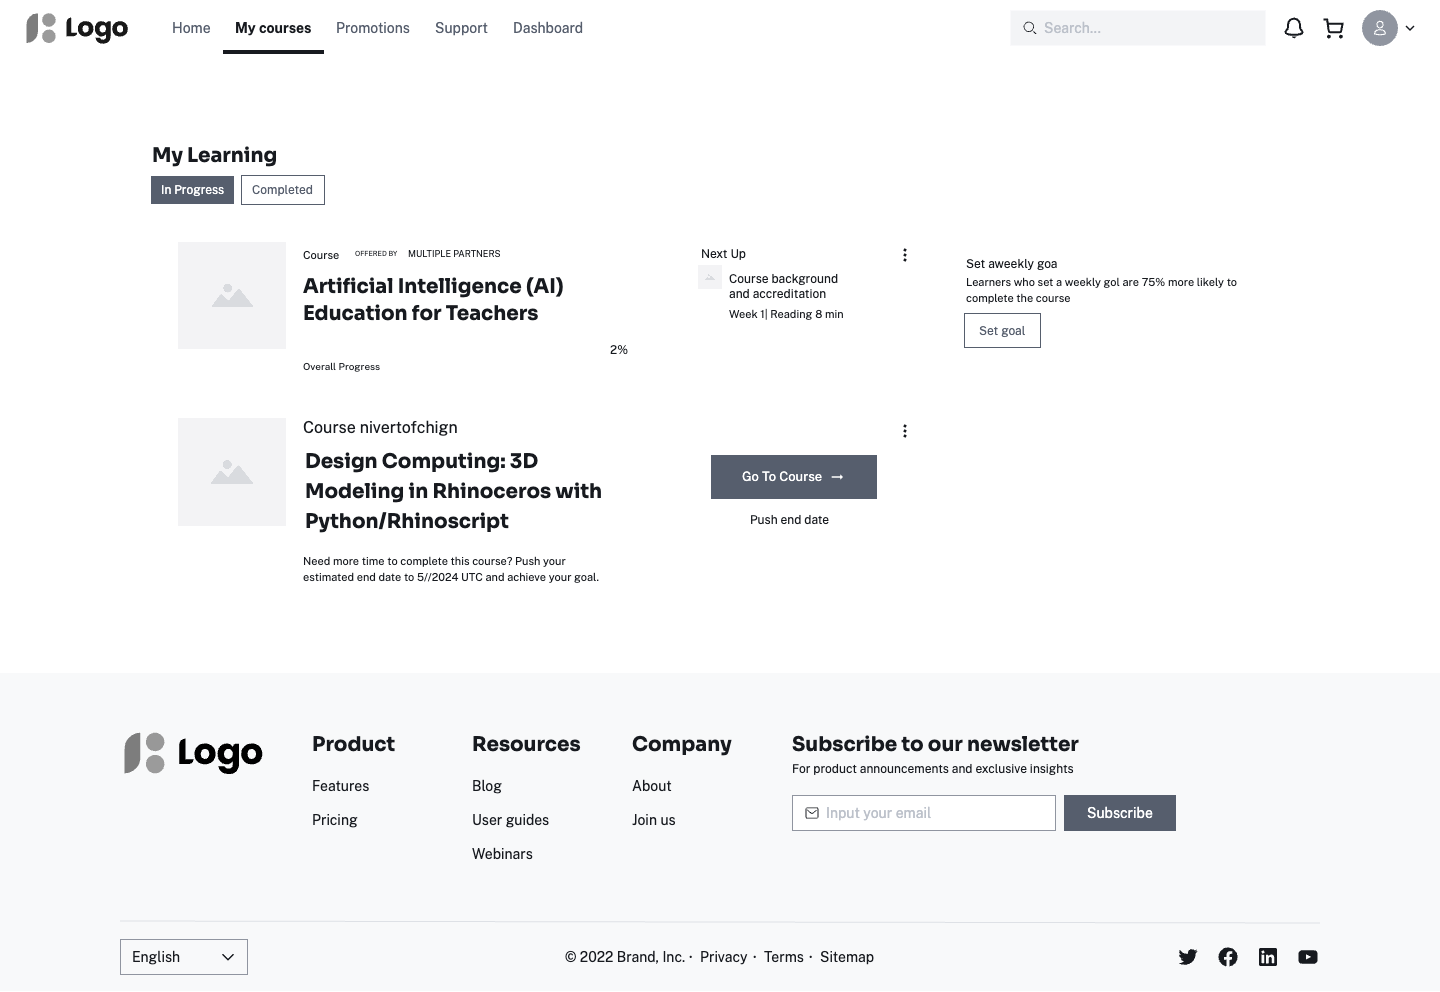 Logo
Home
My courses
Promotions
Support
Dashboard
Search...
My Learning
In Progress
Completed
Course OFFERED BY MULTIPLE PARTNERS
Artificial Intelligence (AI)
Education for Teachers
2%
Overall Progress
Next Up
Course background
and accreditation
Week 1| Reading 8 min
Set aweekly goa
Learners who set a weekly gol are 75% more likely to
complete the course
Set goal
Course nivertofchign
Design Computing: 3D
Modeling in Rhinoceros with
Python/Rhinoscript
Need more time to complete this course? Push your
estimated end date to 5//2024 UTC and achieve your goal.
Go To Course
Push end date
Logo
Product
Features
Pricing
Resources
Blog
User guides
Webinars
Company
About
Join us
Subscribe to our newsletter
For product announcements and exclusive insights
Input your email
Subscribe
English
© 2022 Brand, Inc. · Privacy · Terms · Sitemap